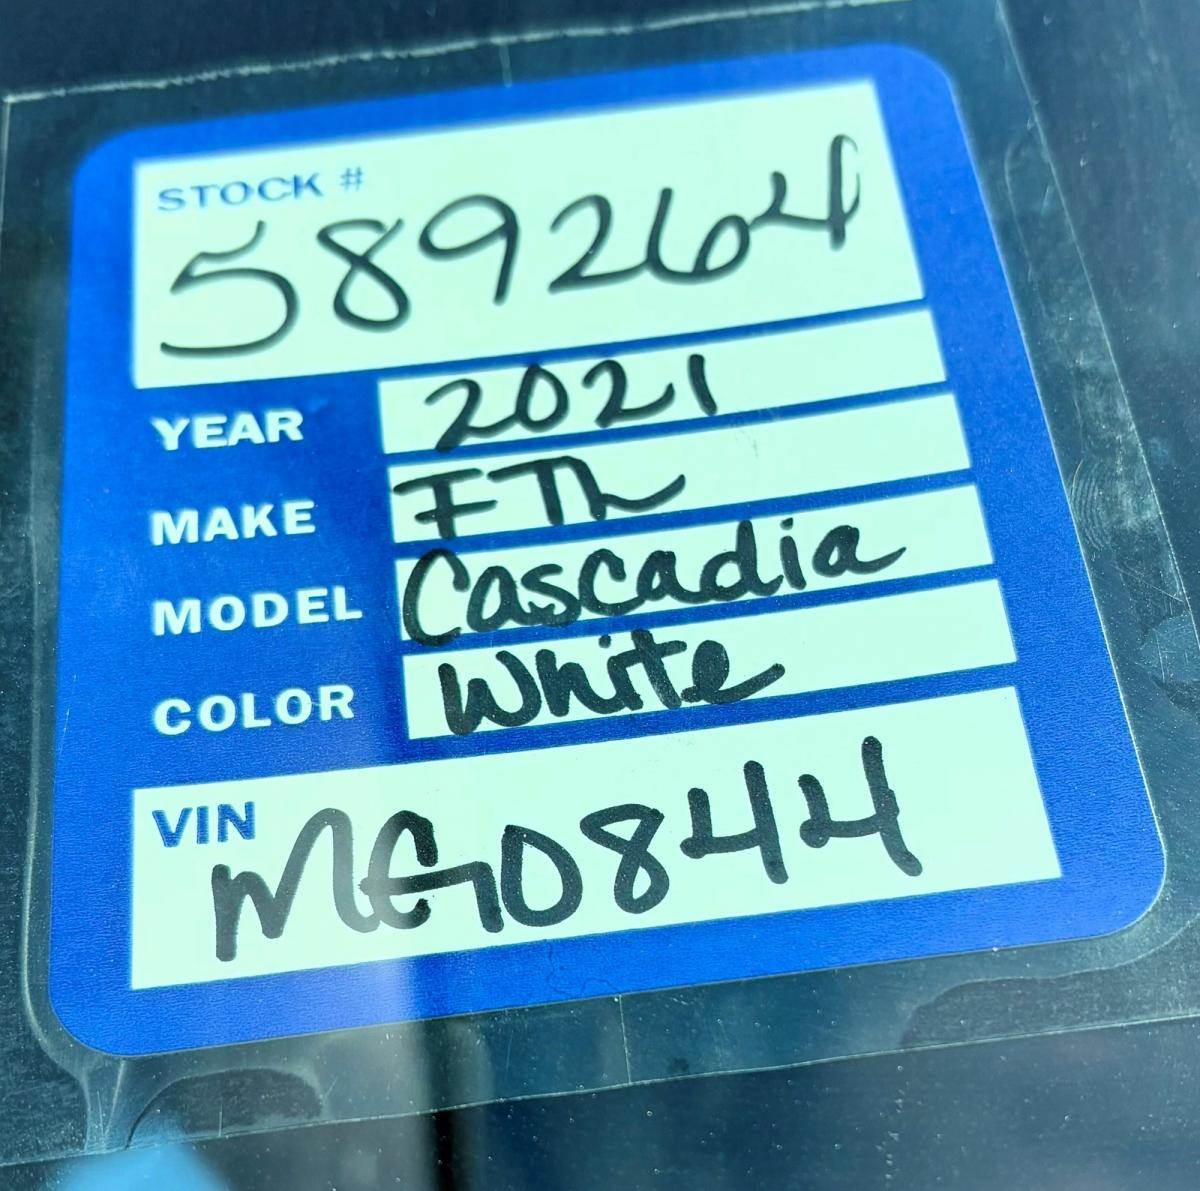 STOCK #
589264
YEAR 2021
MAKE FTL
MODEL Cascadia
COLOR White
VIN
MG0844